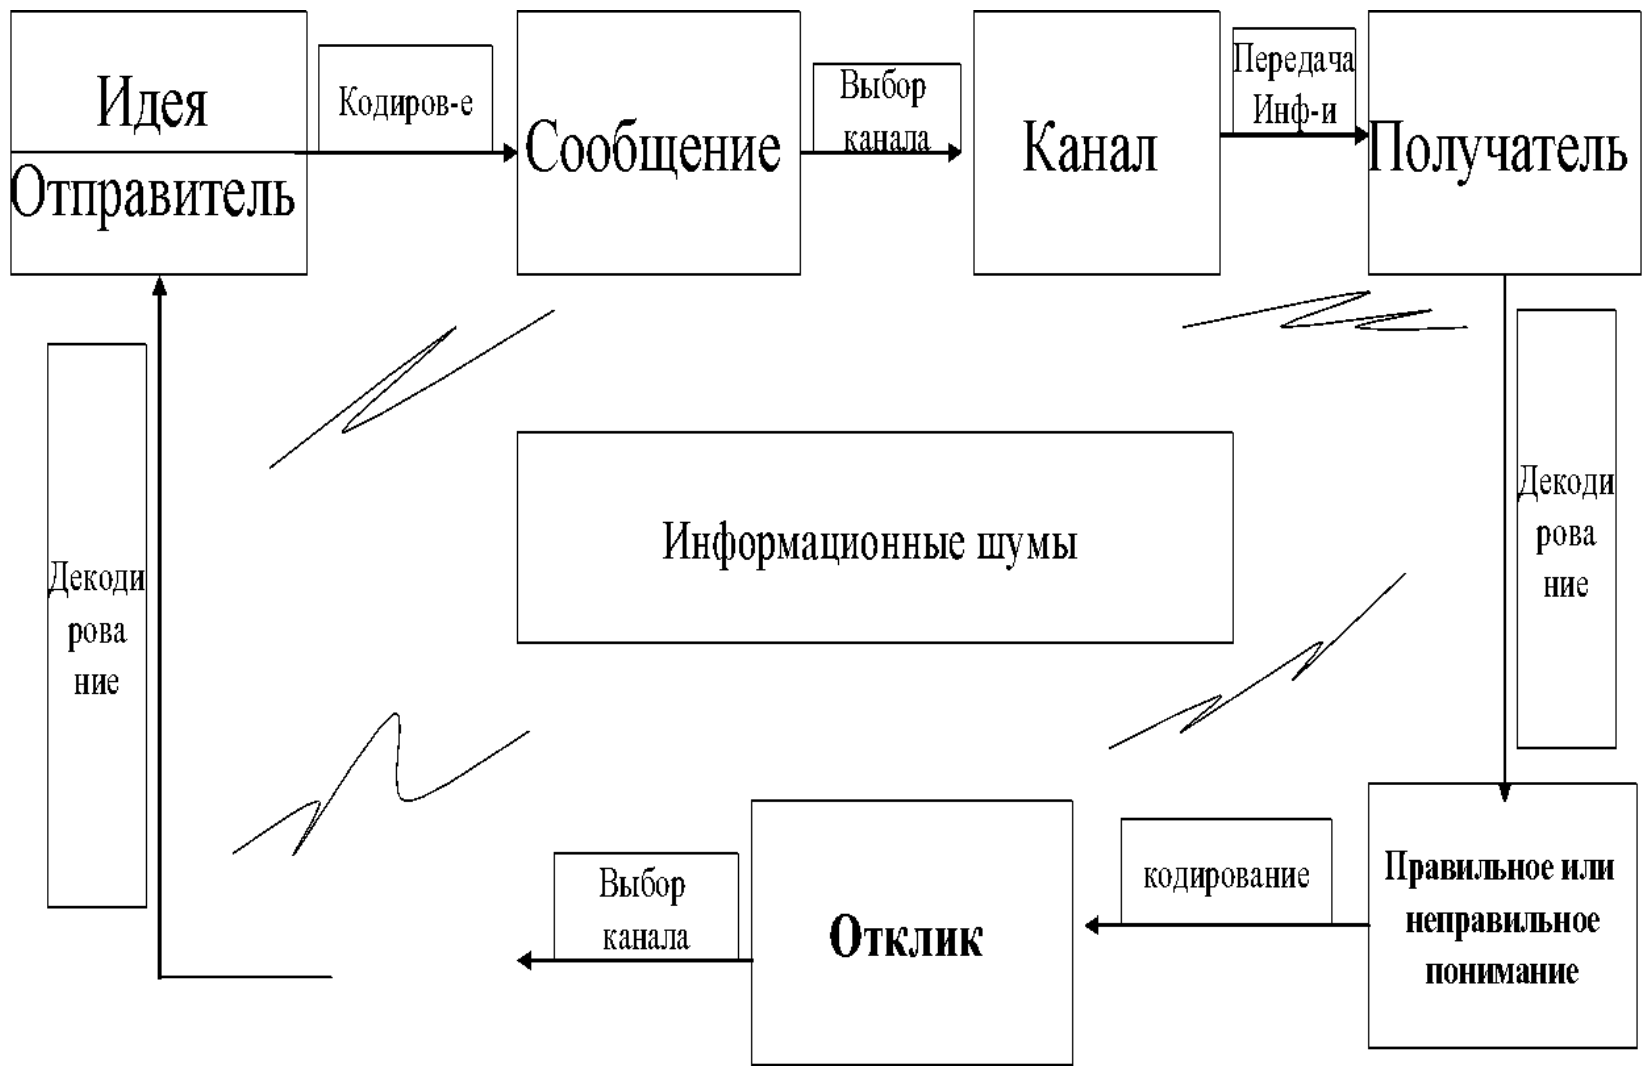 Идея
Отправитель
Кодиров-е
Сообщение
Выбор
канала
Канал
Передача
Инф-и
Получатель
Декоди
рова
ние
Информационные шумы
Декоди
рова
ние
Правильное или
неправильное
понимание
кодирование
Отклик
Выбор
канала